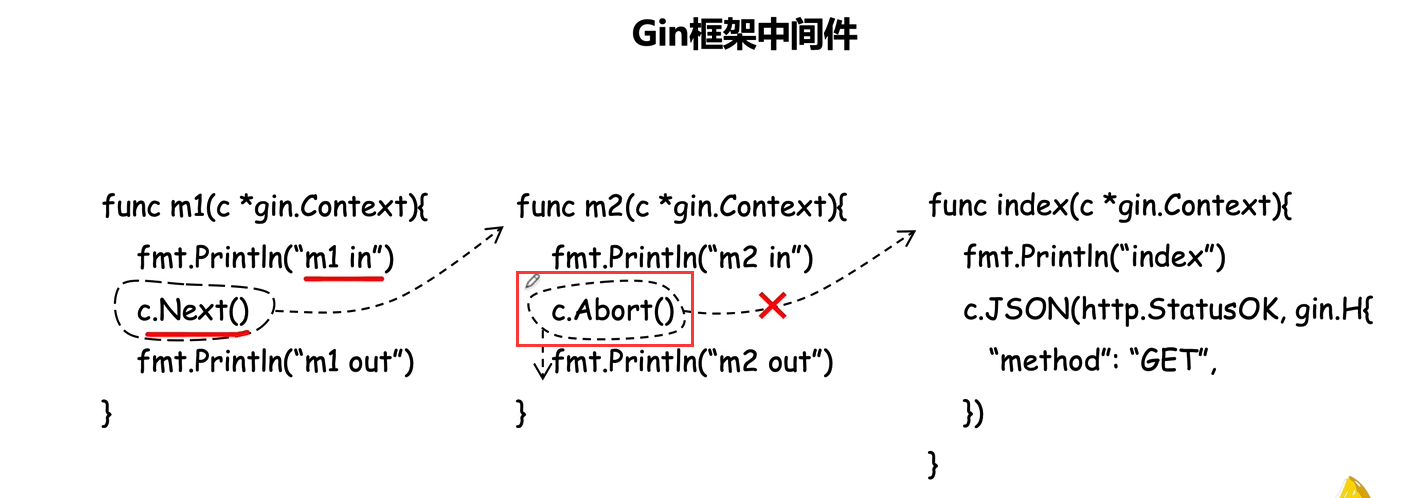 Gin框架中间件
func m1(c *gin.Context){
fmt.Println(“m1 in”)
c.Next()
fmt.Println(“m1 out”)
}
func m2(c *gin.Context){
fmt.Println(“m2 in”)
c.Abort()
fmt.Println(“m2 out”)
}
func index(c *gin.Context){
fmt.Println(“index”)
c.JSON(http.StatusOK, gin.H{
“method”: “GET”,
})
}